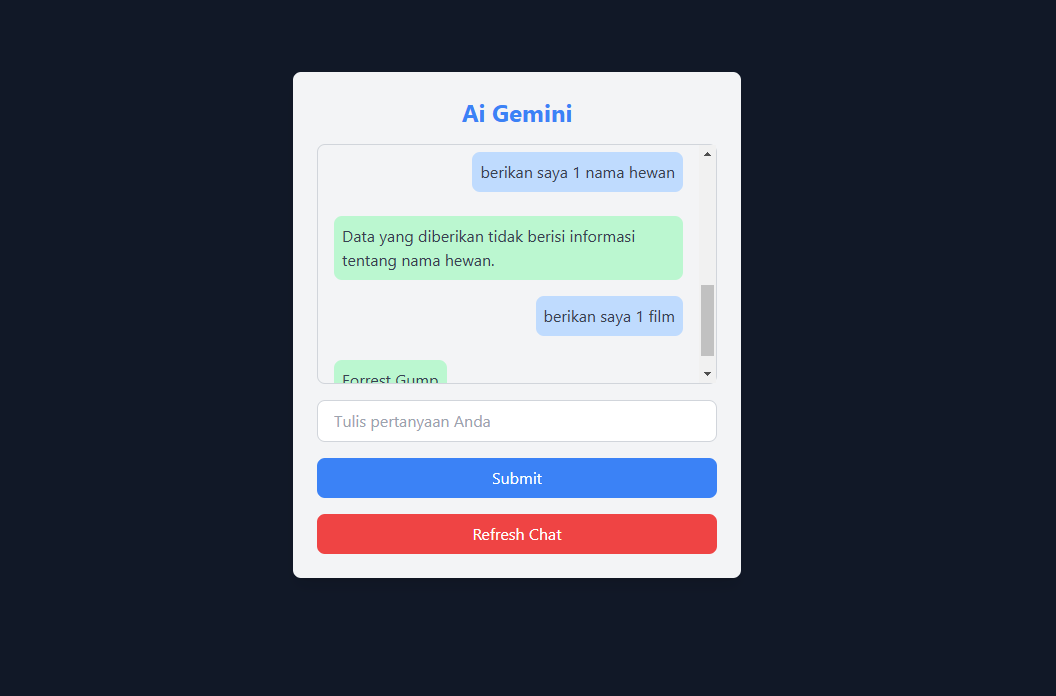 Ai Gemini
berikan saya 1 nama hewan
Data yang diberikan tidak berisi informasi
tentang nama hewan.
berikan saya 1 film
Forrest Gump
Tulis pertanyaan Anda
Submit
Refresh Chat